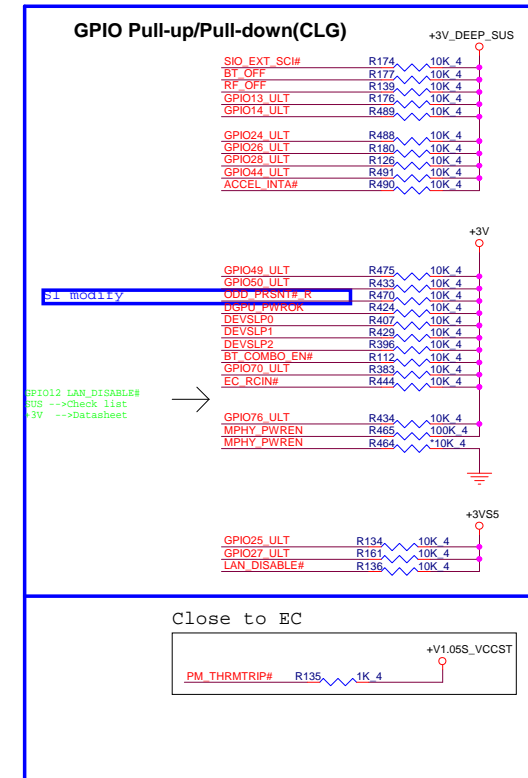 GPIO Pull-up/Pull-down(CLG)
+3V_DEEP_SUS
SIO_EXT_SCI# R174 10K_4
BT_OFF R177 10K_4
RF_OFF R139 10K_4
GPIO13_ULT R176 10K_4
GPIO14_ULT R489 10K_4
GPIO24_ULT R488 10K_4
GPIO26_ULT R180 10K_4
GPIO28_ULT R126 10K_4
GPIO44_ULT R491 10K_4
ACCEL_INTA# R490 10K_4
+3V
GPIO49_ULT R475 10K_4
GPIO50_ULT R433 10K_4
S1 modify ODD_PRSNT#_R R470 10K_4
DGPU_PWROK R424 10K_4
DEVSLP0 R407 10K_4
DEVSLP1 R429 10K_4
DEVSLP2 R396 10K_4
BT_COMBO_EN# R112 10K_4
GPIO70_ULT R383 10K_4
EC_RCIN# R444 10K_4
GPIO12 LAN_DISABLE#
SUS -->Check list
+3V -->Datasheet
GPIO76_ULT R434 10K_4
MPHY_PWREN R465 100K_4
MPHY_PWREN R464 *10K_4
+3VS5
GPIO25_ULT R134 10K_4
GPIO27_ULT R161 10K_4
LAN_DISABLE# R136 10K_4
Close to EC
+V1.05S_VCCST
PM_THRMTRIP# R135 1K_4